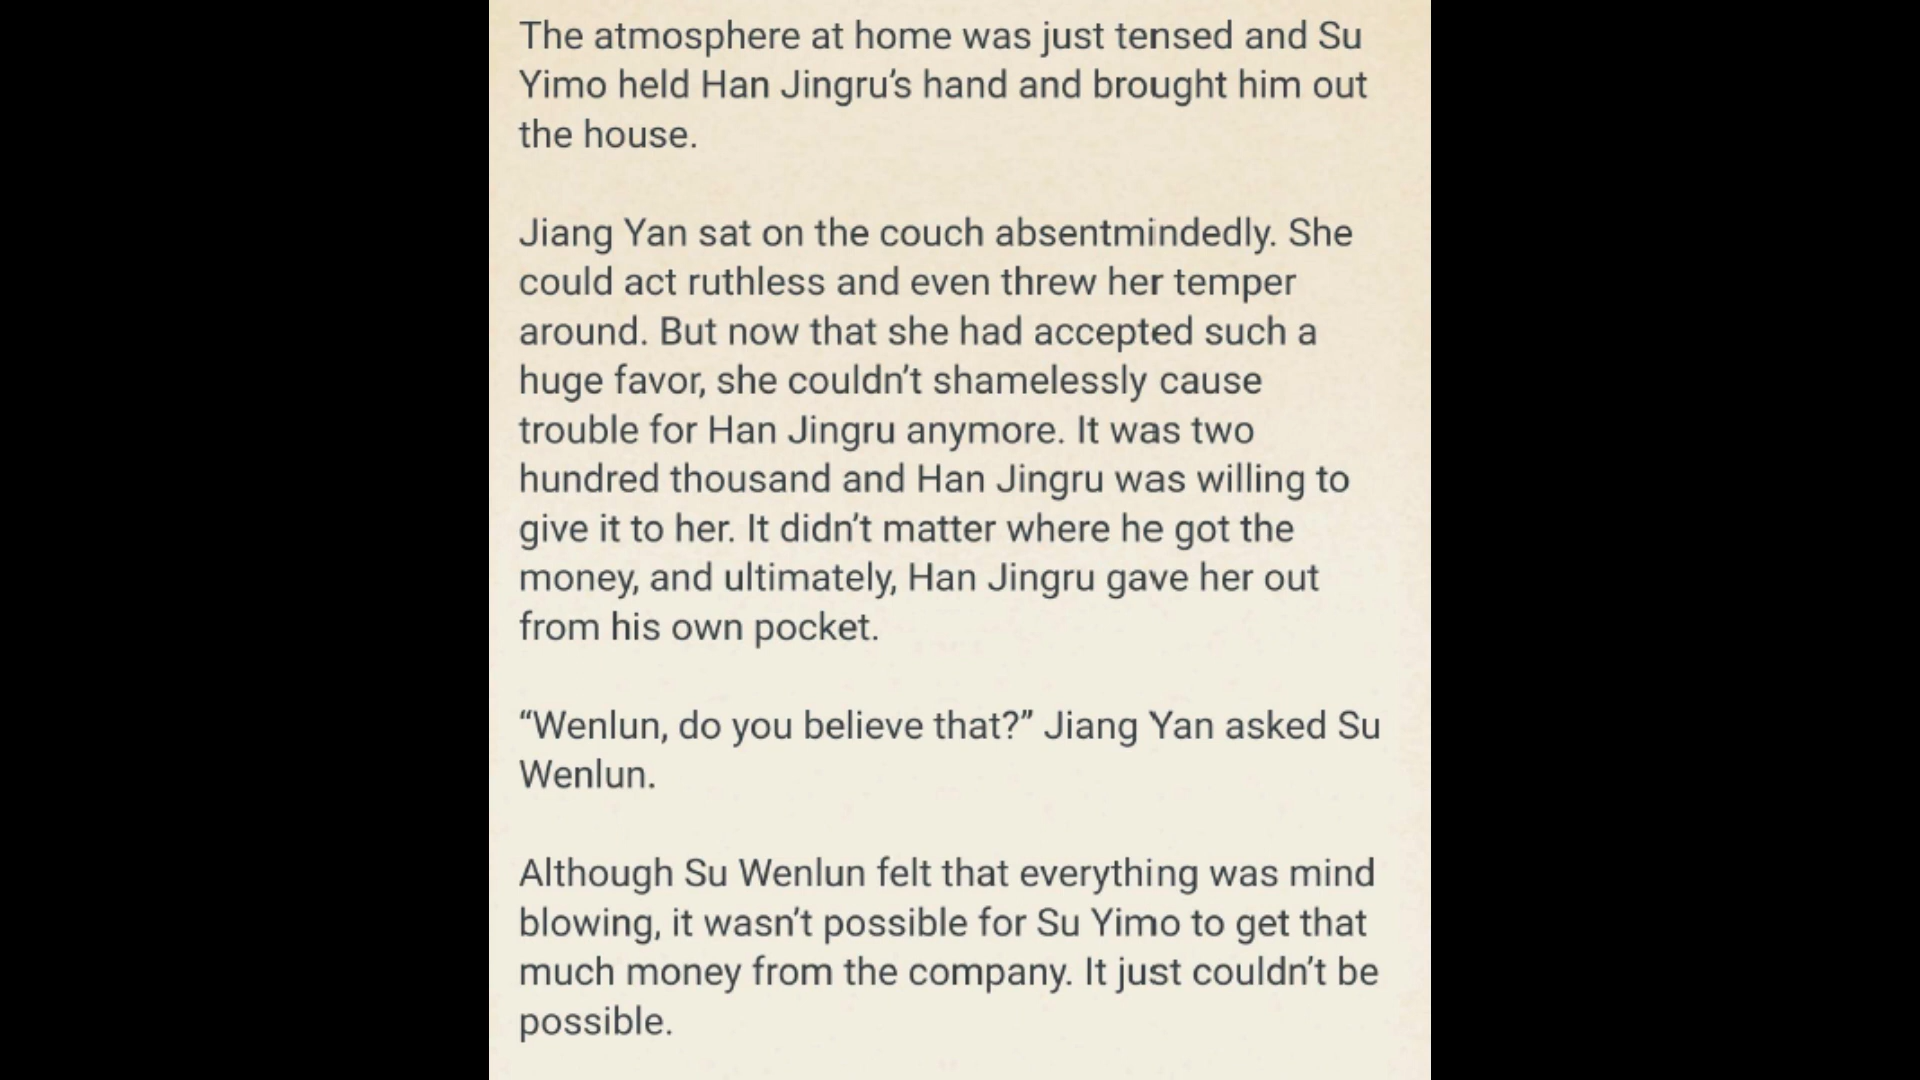 The atmosphere at home was just tensed and Su
Yimo held Han Jingru’s hand and brought him out
the house.
Jiang Yan sat on the couch absentmindedly. She
could act ruthless and even threw her temper
around. But now that she had accepted such a
huge favor, she couldn’t shamelessly cause
trouble for Han Jingru anymore. It was two
hundred thousand and Han Jingru was willing to
give it to her. It didn’t matter where he got the
money, and ultimately, Han Jingru gave her out
from his own pocket.
“Wenlun, do you believe that?” Jiang Yan asked Su
Wenlun.
Although Su Wenlun felt that everything was mind
blowing, it wasn’t possible for Su Yimo to get that
much money from the company. It just couldn’t be
possible.